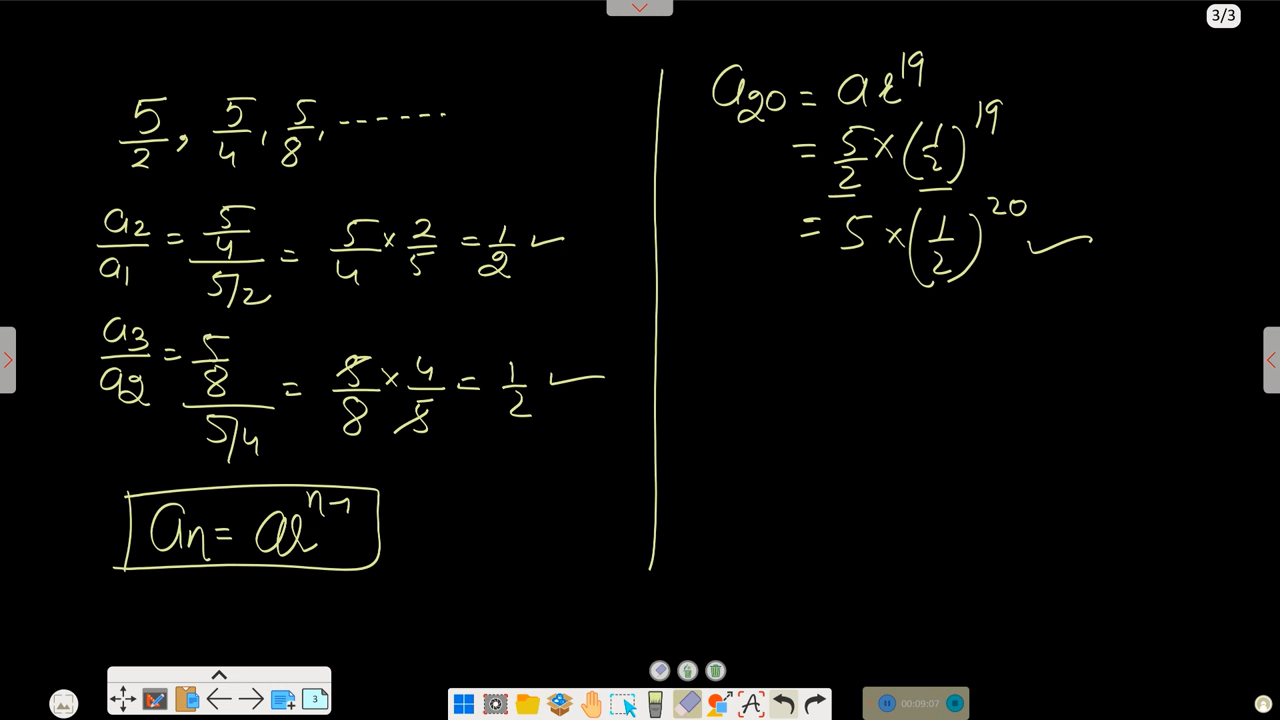 3/3
5/2, 5/4, 5/8, -------
a2/a1 = (5/4)/(5/2) = 5/4 × 2/5 = 1/2 ✓
a3/a2 = (5/8)/(5/4) = 5/8 × 4/5 = 1/2 ✓
an = ar^(n-1)
a20 = ar^19
= 5/2 × (1/2)^19
= 5 × (1/2)^20 ✓
3
00:09:07